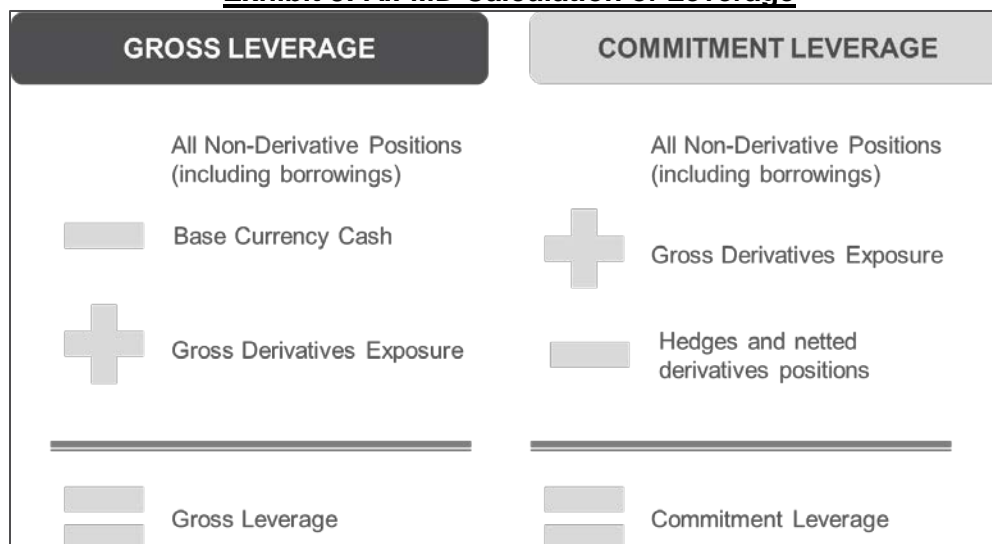 GROSS LEVERAGE
All Non-Derivative Positions
(including borrowings)
Base Currency Cash
Gross Derivatives Exposure
Gross Leverage
COMMITMENT LEVERAGE
All Non-Derivative Positions
(including borrowings)
Gross Derivatives Exposure
Hedges and netted
derivatives positions
Commitment Leverage